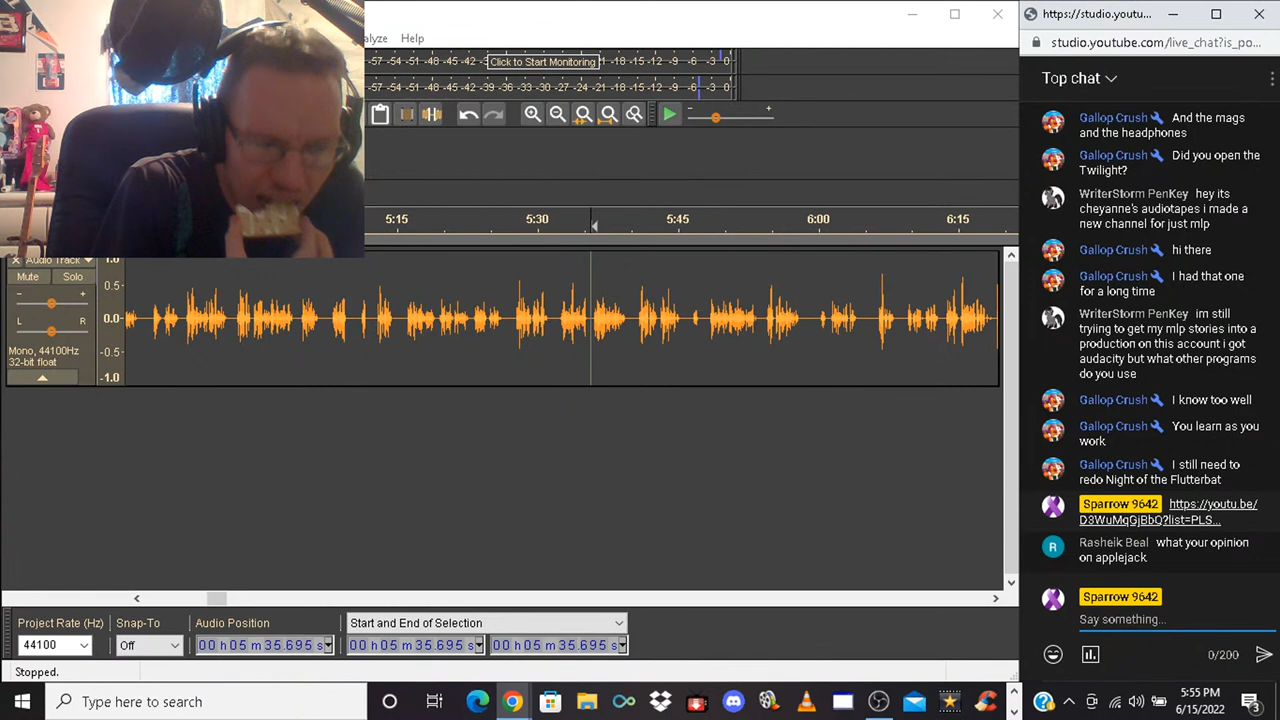 alyze Help
-57 -54 -51 -48 -45 -42 Click to Start Monitoring 21 -18 -15 -12 -9 -6 -3 0
-57 -54 -51 -48 -45 -42 -39 -36 -33 -30 -27 -24 -21 -18 -15 -12 -9 -6 -3 0
5:15 5:30 5:45 6:00 6:15
Audio Track
Mute Solo
- +
L R
Mono, 44100Hz
32-bit float
1.0
0.5
0.0
-0.5
-1.0
Project Rate (Hz) Snap-To Audio Position Start and End of Selection
44100 Off 00 h 05 m 35.695 s 00 h 05 m 35.695 s 00 h 05 m 35.695 s
Stopped.
Type here to search
https://studio.youtu...
studio.youtube.com/live_chat?is_po...
Top chat
Gallop Crush And the mags
and the headphones
Gallop Crush Did you open the
Twilight?
WriterStorm PenKey hey its
cheyenne's audiotapes i made a
new channel for just mlp
Gallop Crush hi there
Gallop Crush I had that one
for a long time
WriterStorm PenKey im still
tryiing to get my mlp stories into a
production on this account i got
audacity but what other programs
do you use
Gallop Crush I know too well
Gallop Crush You learn as you
work
Gallop Crush I still need to
redo Night of the Flutterbat
Sparrow 9642 https://youtu.be/
D3WuMqGjBbQ?list=PLS...
Rasheik Beal what your opinion
on applejack
Sparrow 9642
Say something...
0/200
5:55 PM
6/15/2022
3